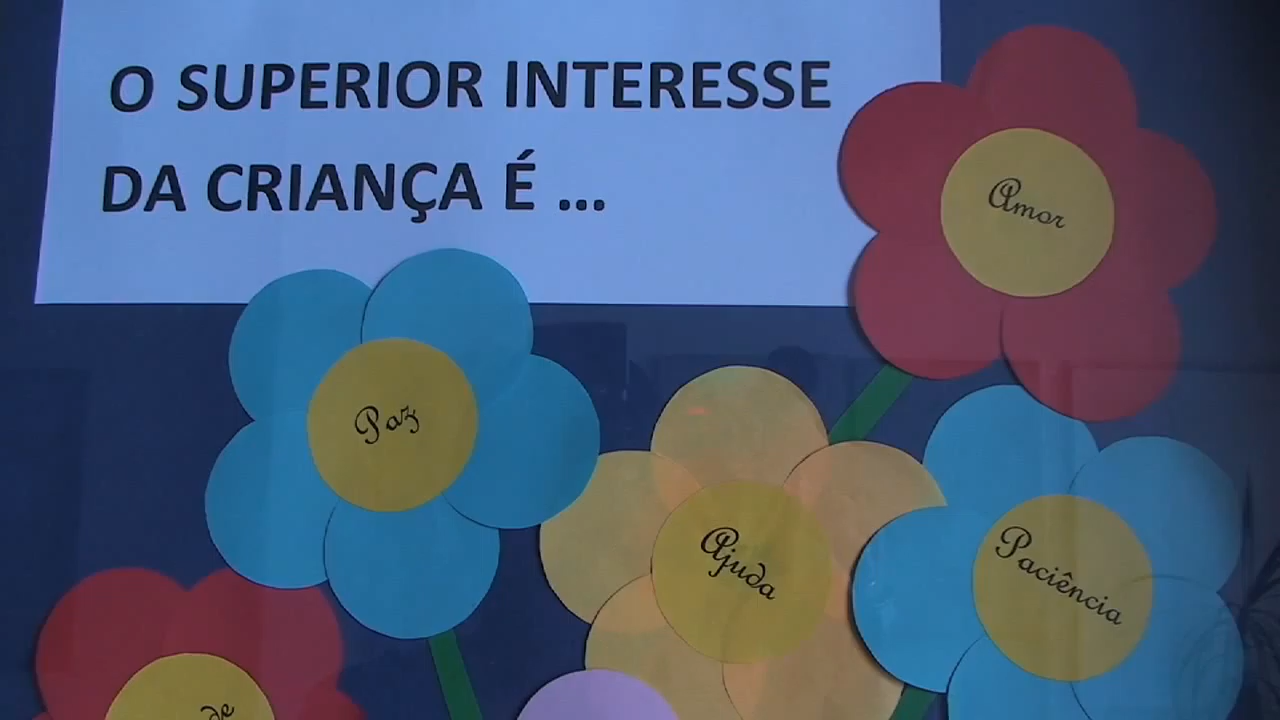 O SUPERIOR INTERESSE
DA CRIANÇA É ...
Amor
Paz
Ajuda
Paciência